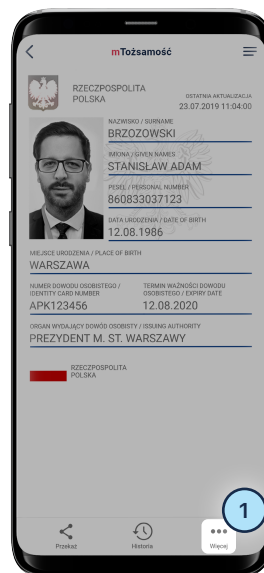 mTożsamość
RZECZPOSPOLITA
POLSKA
OSTATNIA AKTUALIZACJA
23.07.2019 11:04:00
NAZWISKO / SURNAME
BRZOZOWSKI
IMIONA / GIVEN NAMES
STANISŁAW ADAM
PESEL / PERSONAL NUMBER
860833037123
DATA URODZENIA / DATE OF BIRTH
12.08.1986
MIEJSCE URODZENIA / PLACE OF BIRTH
WARSZAWA
NUMER DOWODU OSOBISTEGO /
IDENTITY CARD NUMBER
APK123456
TERMIN WAŻNOŚCI DOWODU
OSOBISTEGO / EXPIRY DATE
12.08.2020
ORGAN WYDAJĄCY DOWÓD OSOBISTY / ISSUING AUTHORITY
PREZYDENT M. ST. WARSZAWY
RZECZPOSPOLITA
POLSKA
1
Przekaż
Historia
Więcej